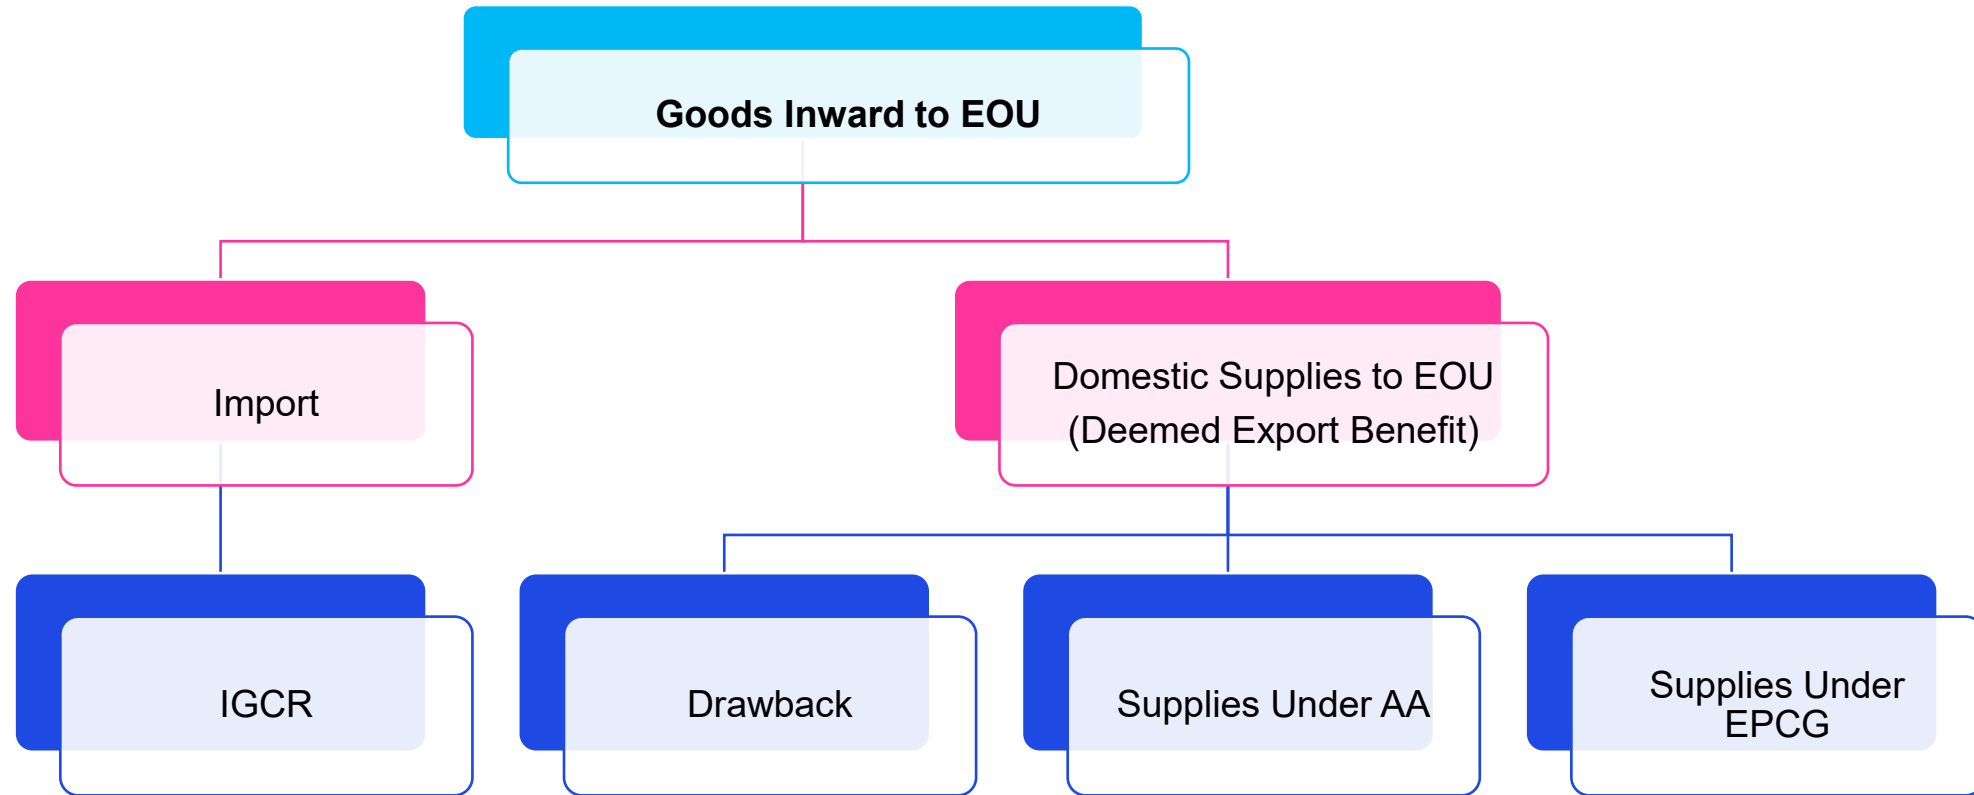 Goods Inward to EOU
Import
Domestic Supplies to EOU
(Deemed Export Benefit)
IGCR
Drawback
Supplies Under AA
Supplies Under
EPCG